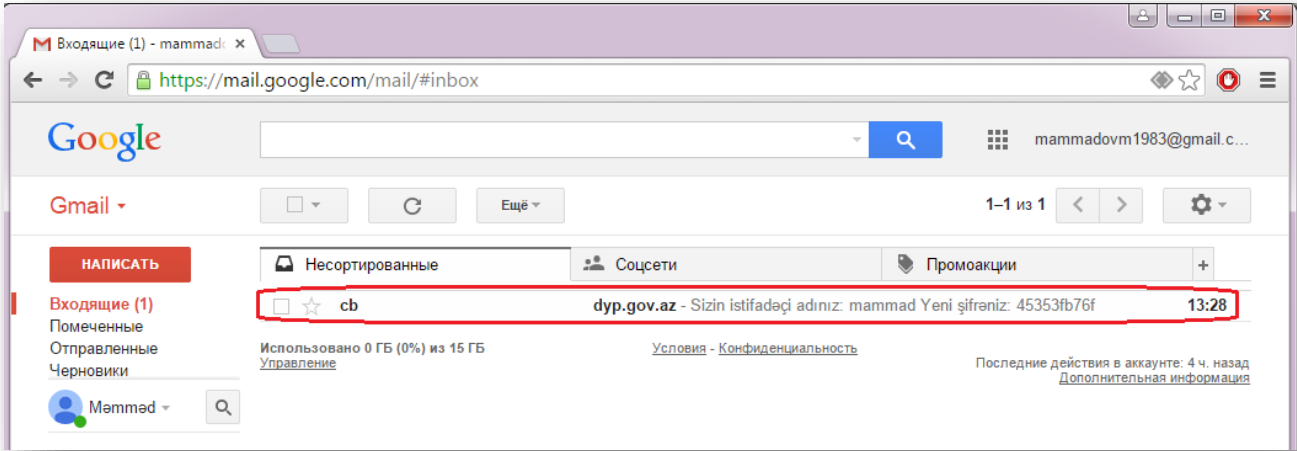 Входящие (1) - mammad
https://mail.google.com/mail/#inbox
Google
mammadovm1983@gmail.c...
Gmail
Ещё
1–1 из 1
НАПИСАТЬ
Несортированные
Соцсети
Промоакции
+
Входящие (1)
cb
dyp.gov.az - Sizin istifadəçi adınız: mammad Yeni şifrəniz: 45353fb76f
13:28
Помеченные
Отправленные
Черновики
Использовано 0 ГБ (0%) из 15 ГБ
Управление
Условия - Конфиденциальность
Последние действия в аккаунте: 4 ч. назад
Дополнительная информация
Məmməd